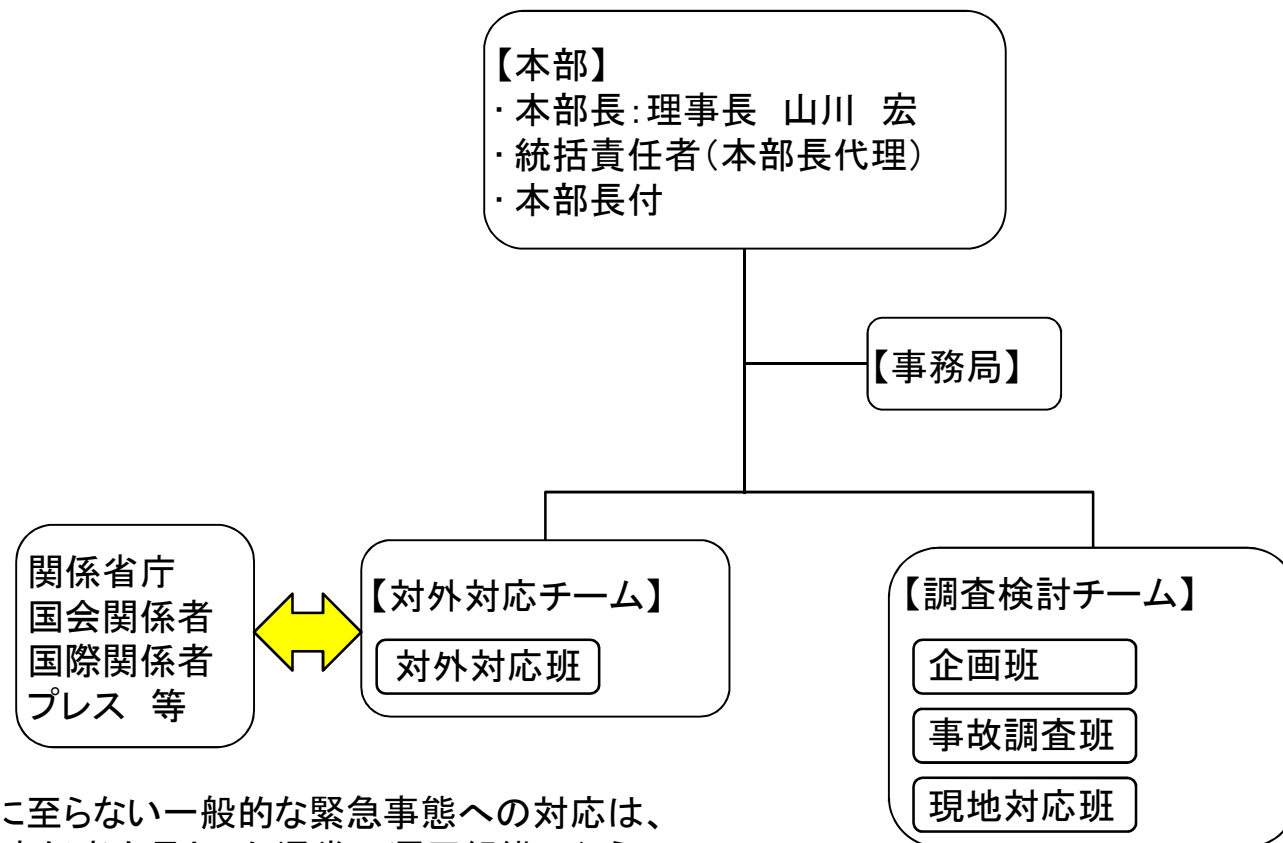 【本部】
・本部長：理事長　山川　宏
・統括責任者（本部長代理）
・本部長付
【事務局】
関係省庁
国会関係者
国際関係者
プレス　等
【対外対応チーム】
対外対応班
【調査検討チーム】
企画班
事故調査班
現地対応班
に至らない一般的な緊急事態への対応は、